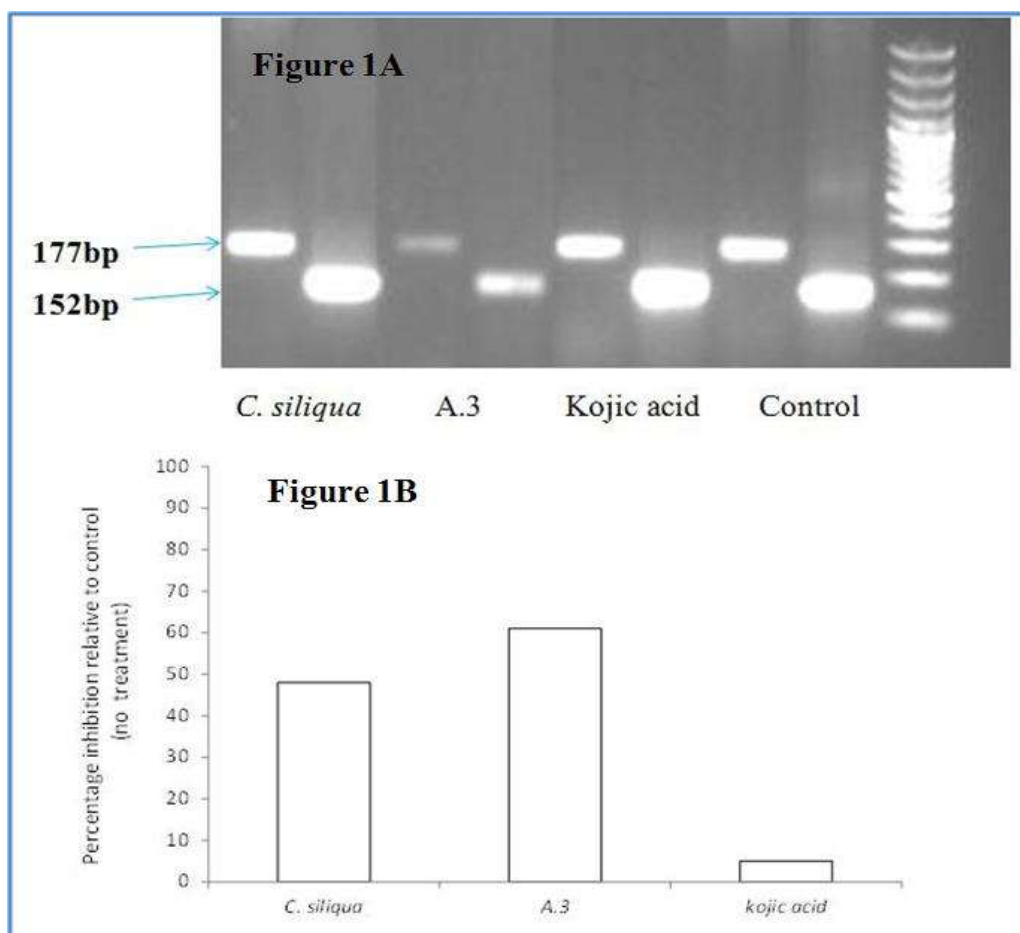 Figure 1A
177bp
152bp
C. siliqua A.3 Kojic acid Control
Figure 1B
Percentage inhibition relative to control
(no treatment)
100
90
80
70
60
50
40
30
20
10
0
C. siliqua A.3 kojic acid